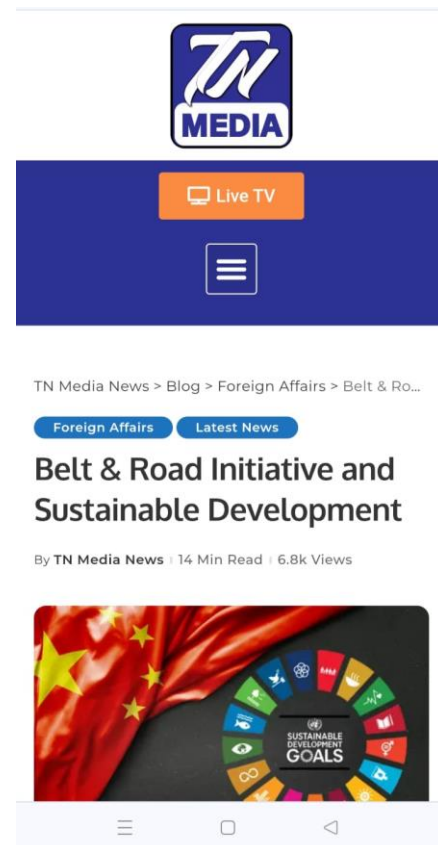 TN
MEDIA
Live TV
TN Media News > Blog > Foreign Affairs > Belt & Ro...
Foreign Affairs Latest News
Belt & Road Initiative and
Sustainable Development
By TN Media News 14 Min Read 6.8k Views
SUSTAINABLE
DEVELOPMENT
GOALS